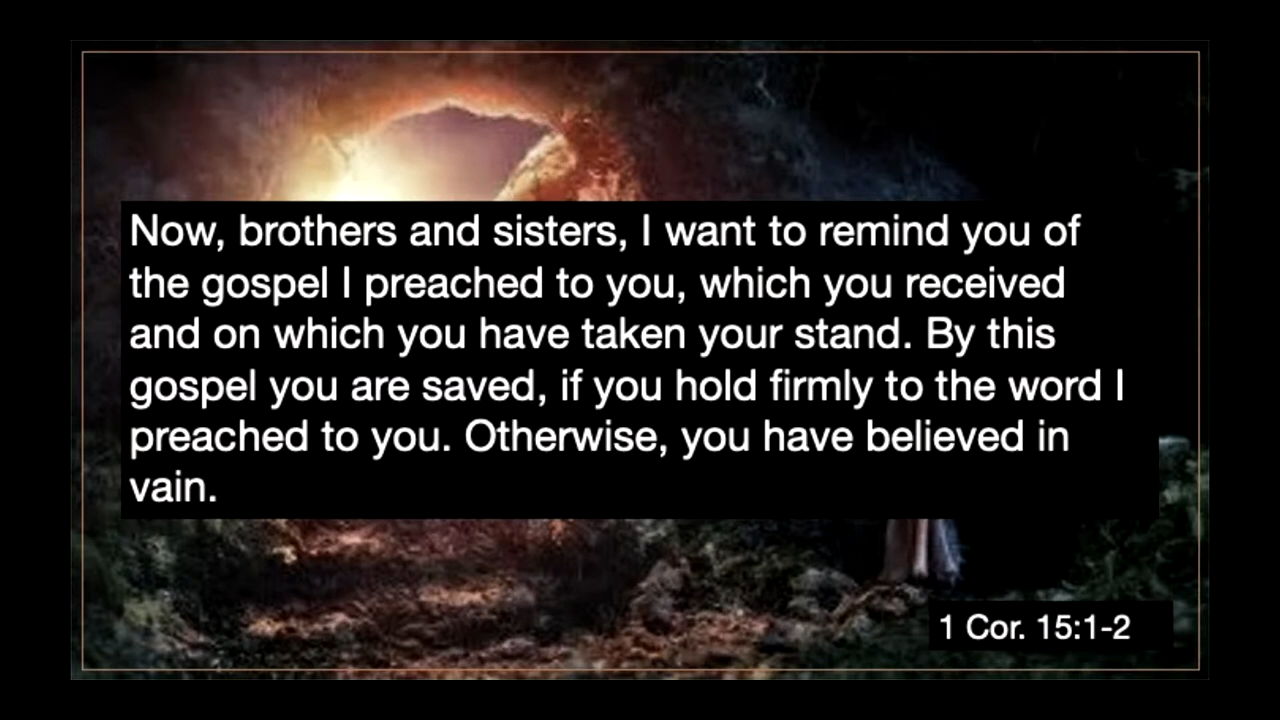 Now, brothers and sisters, I want to remind you of
the gospel I preached to you, which you received
and on which you have taken your stand. By this
gospel you are saved, if you hold firmly to the word I
preached to you. Otherwise, you have believed in
vain.
1 Cor. 15:1-2